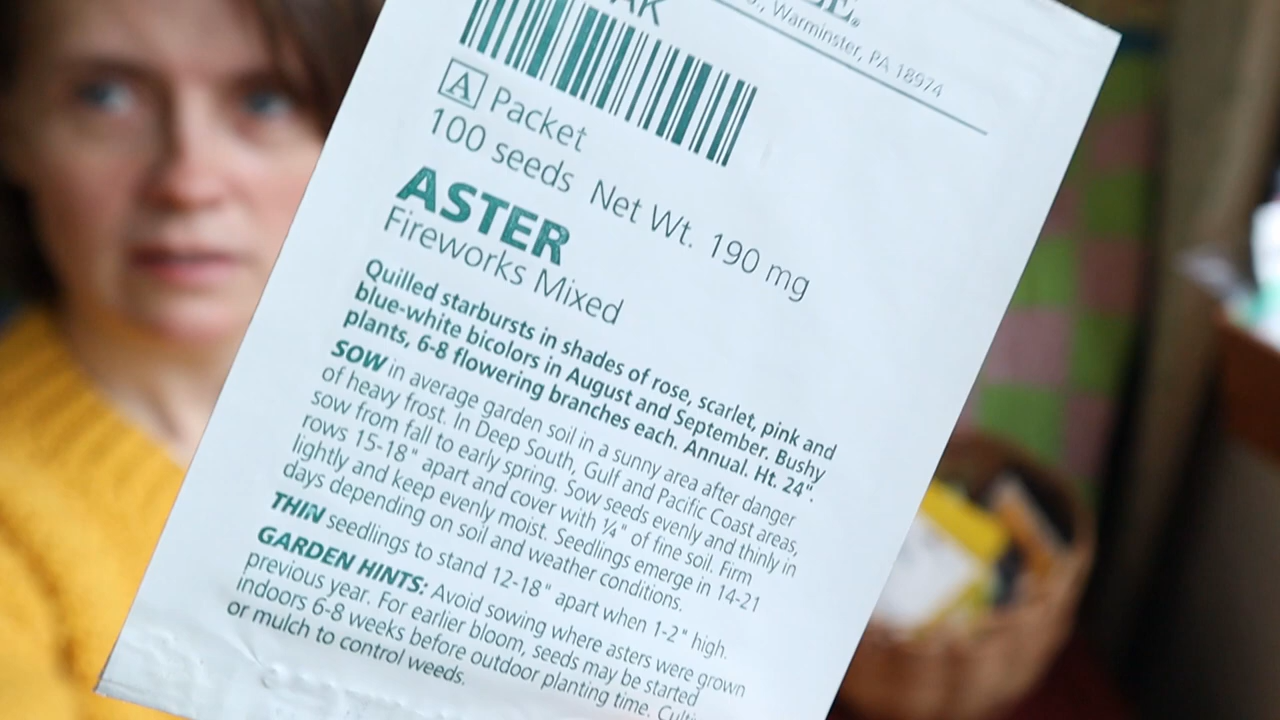 Warminster, PA 18974
A Packet
100 seeds Net Wt. 190 mg
ASTER
Fireworks Mixed
Quilled starbursts in shades of rose, scarlet, pink and
blue-white bicolors in August and September. Bushy
plants, 6-8 flowering branches each. Annual. Ht. 24".
SOW in average garden soil in a sunny area after danger
of heavy frost. In Deep South, Gulf and Pacific Coast areas,
sow from fall to early spring. Sow seeds evenly and thinly in
rows 15-18" apart and cover with ¼" of fine soil. Firm
lightly and keep evenly moist. Seedlings emerge in 14-21
days depending on soil and weather conditions.
THIN seedlings to stand 12-18" apart when 1-2" high.
GARDEN HINTS: Avoid sowing where asters were grown
previous year. For earlier bloom, seeds may be started
indoors 6-8 weeks before outdoor planting time.
or mulch to control weeds.